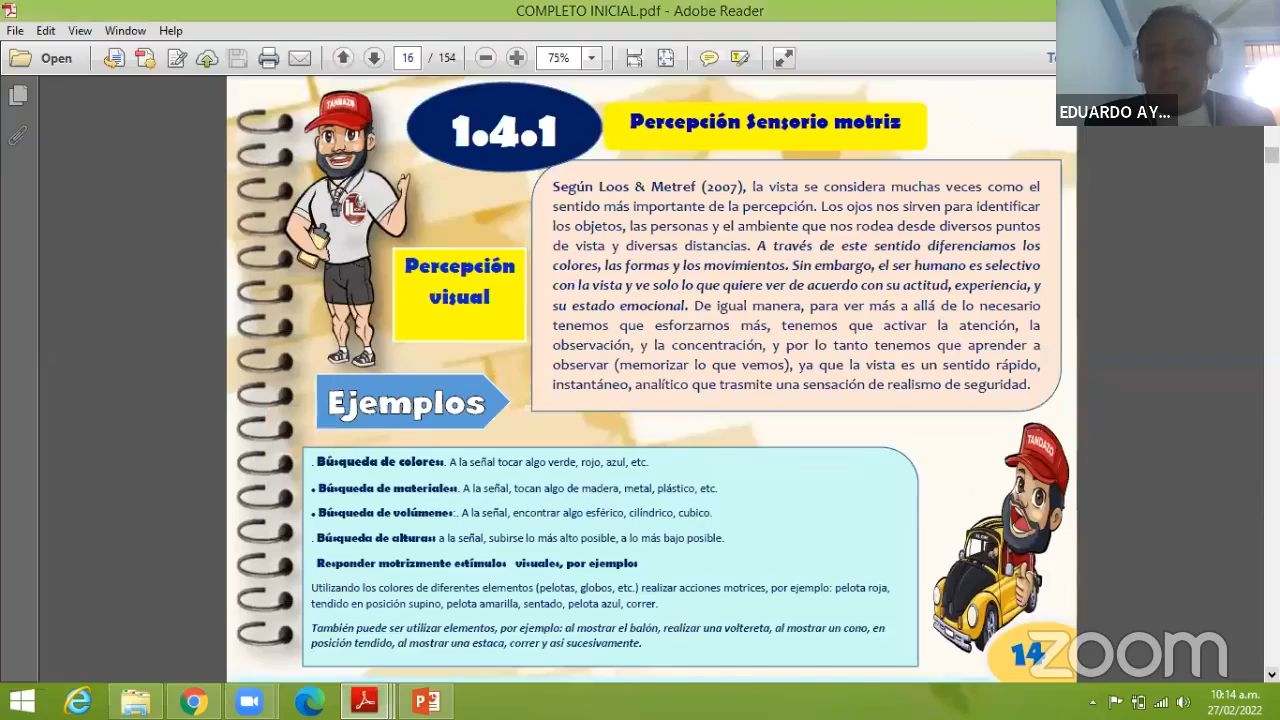 COMPLETO INICIAL.pdf - Adobe Reader
File Edit View Window Help
Open 16 / 154 75%
EDUARDO AY...
TANDAZO
1.4.1
Percepción Sensorio motriz
Según Loos & Metref (2007), la vista se considera muchas veces como el
sentido más importante de la percepción. Los ojos nos sirven para identificar
los objetos, las personas y el ambiente que nos rodea desde diversos puntos
de vista y diversas distancias. A través de este sentido diferenciamos los
colores, las formas y los movimientos. Sin embargo, el ser humano es selectivo
con la vista y ve solo lo que quiere ver de acuerdo con su actitud, experiencia, y
su estado emocional. De igual manera, para ver más a allá de lo necesario
tenemos que esforzarnos más, tenemos que activar la atención, la
observación, y la concentración, y por lo tanto tenemos que aprender a
observar (memorizar lo que vemos), ya que la vista es un sentido rápido,
instantáneo, analítico que trasmite una sensación de realismo de seguridad.
Percepción
visual
Ejemplos
. Búsqueda de colores. A la señal tocar algo verde, rojo, azul, etc.
• Búsqueda de materiales. A la señal, tocan algo de madera, metal, plástico, etc.
• Búsqueda de volúmenes:. A la señal, encontrar algo esférico, cilíndrico, cubico.
. Búsqueda de alturas a la señal, subirse lo más alto posible, a lo más bajo posible.
Responder motrizmente estímulos visuales, por ejemplos
Utilizando los colores de diferentes elementos (pelotas, globos, etc.) realizar acciones motrices, por ejemplo: pelota roja,
tendido en posición supino, pelota amarilla, sentado, pelota azul, correr.
También puede ser utilizar elementos, por ejemplo: al mostrar el balón, realizar una voltereta, al mostrar un cono, en
posición tendido, al mostrar una estaca, correr y así sucesivamente.
TANDAZO
14
zoom
10:14 a.m.
27/02/2022